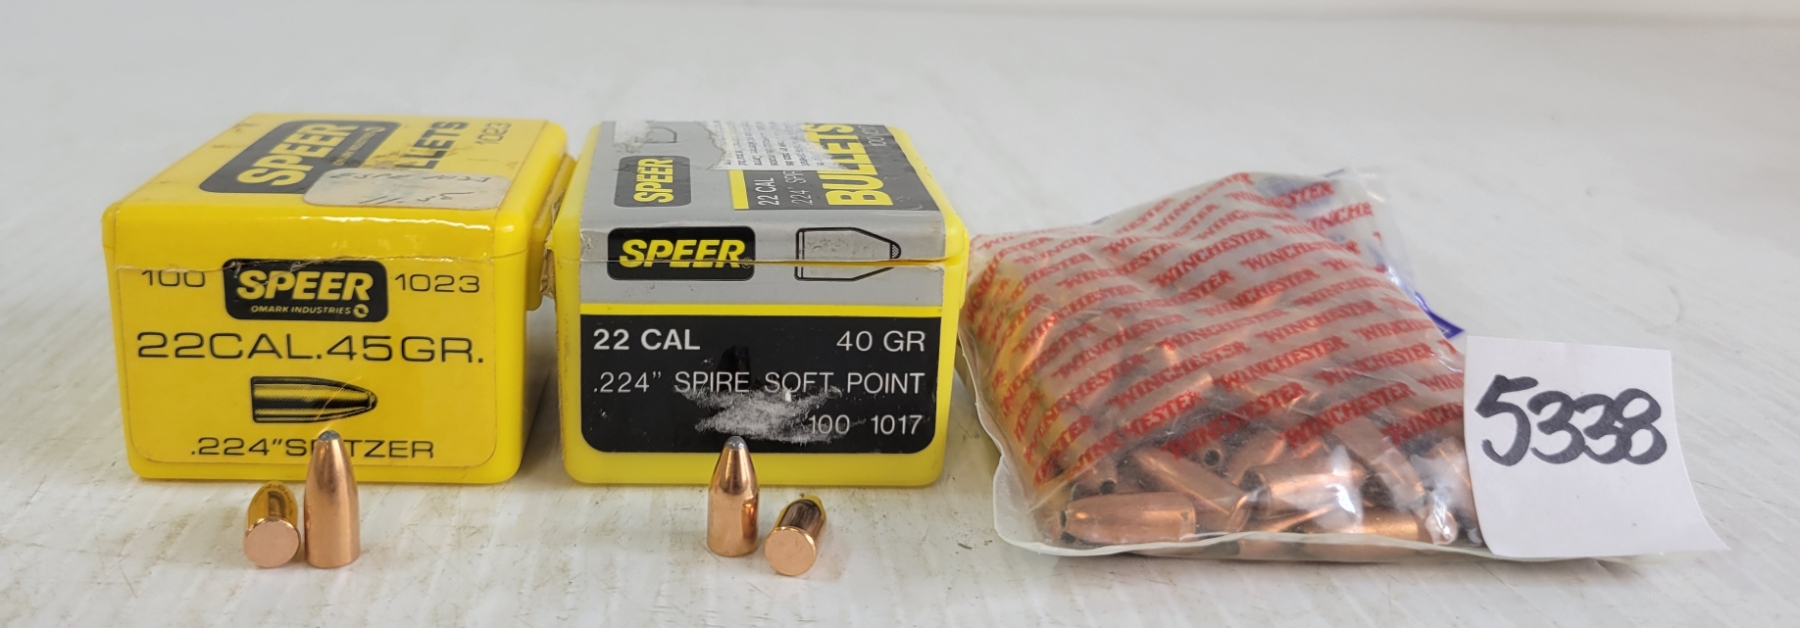 SPEER
LLETS
1023
100 SPEER 1023
OMARK INDUSTRIES
22CAL.45GR.
.224" SPITZER
SPEER
22 CAL
BULLETS
SPEER
22 CAL 40 GR
.224" SPIRE SOFT POINT
100 1017
WINCHESTER
5338